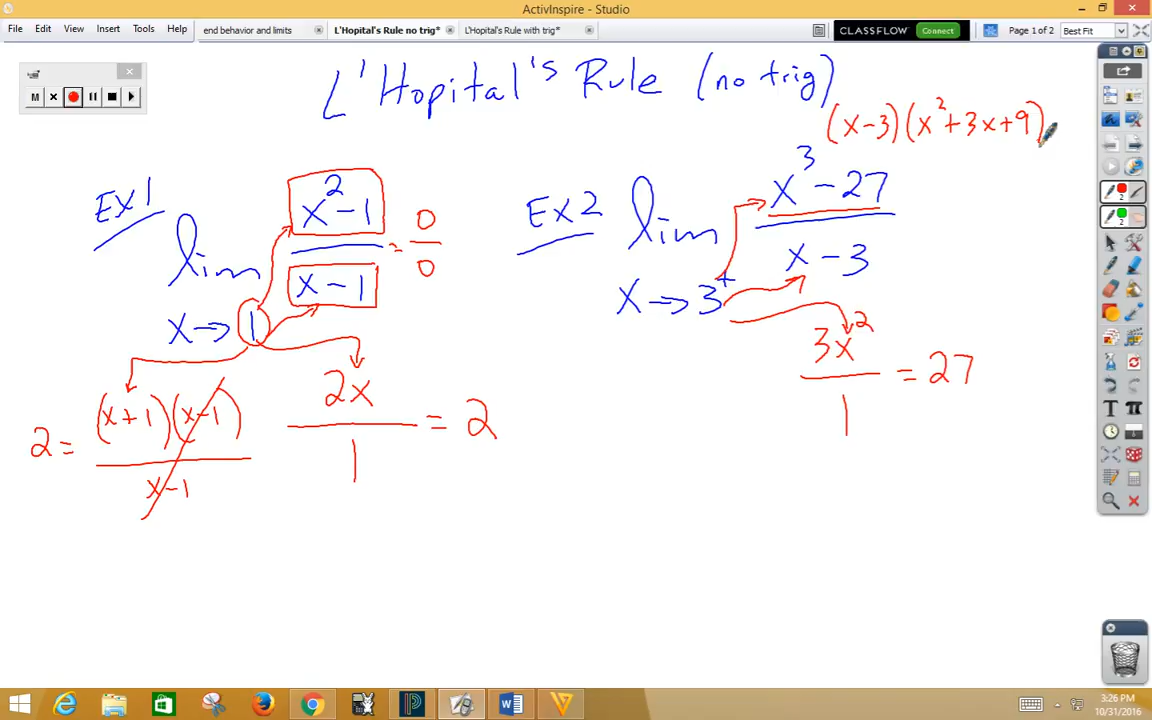 ActivInspire - Studio
File Edit View Insert Tools Help
end behavior and limits
L'Hopital's Rule no trig*
L'Hopital's Rule with trig*
CLASSFLOW Connect
Page 1 of 2
Best Fit
M
L'Hopital's Rule (no trig)
(x-3)(x²+3x+9)
Ex 1
lim x→1 (x²-1)/(x-1) = 0/0
2 = (x+1)(x-1)/(x-1)
2x/1 = 2
Ex 2
lim x→3⁺ (x³-27)/(x-3)
3x²/1 = 27
2
2
3:26 PM
10/31/2016